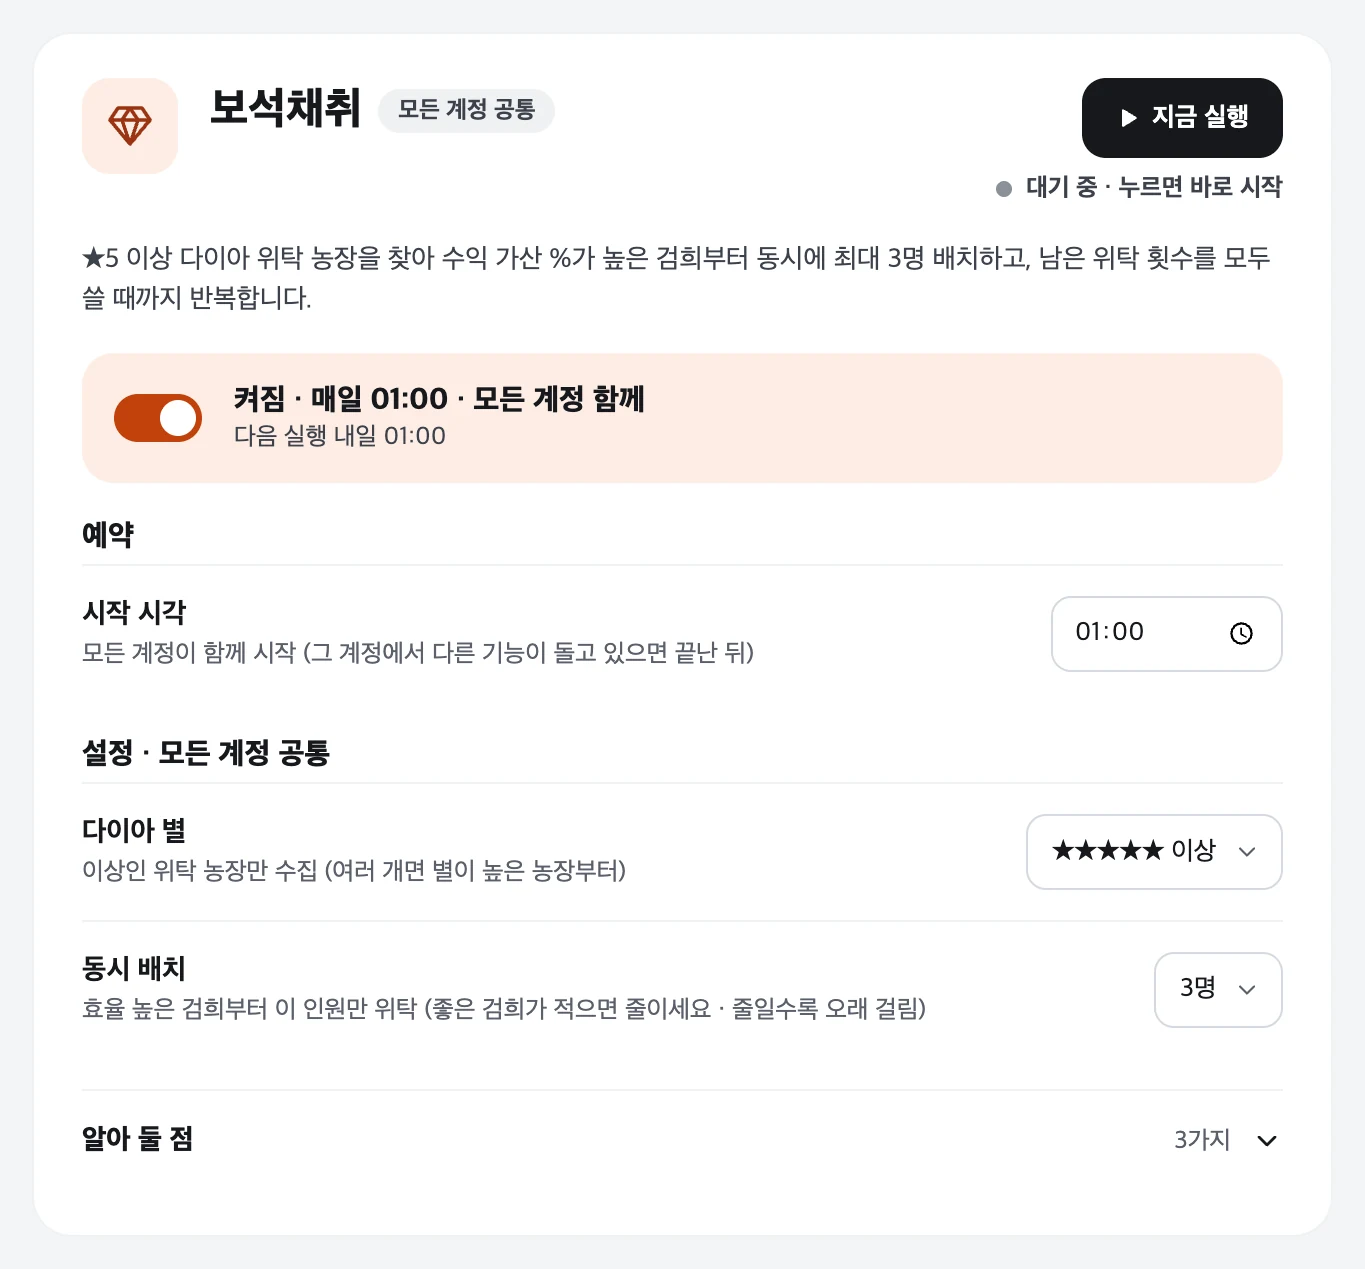 보석채취
모든 계정 공통
▶ 지금 실행
● 대기 중 · 누르면 바로 시작
★5 이상 다이아 위탁 농장을 찾아 수익 가산 %가 높은 검희부터 동시에 최대 3명 배치하고, 남은 위탁 횟수를 모두
쓸 때까지 반복합니다.
켜짐 · 매일 01:00 · 모든 계정 함께
다음 실행 내일 01:00
예약
시작 시각
모든 계정이 함께 시작 (그 계정에서 다른 기능이 돌고 있으면 끝난 뒤)
01:00
설정 · 모든 계정 공통
다이아 별
이상인 위탁 농장만 수집 (여러 개면 별이 높은 농장부터)
★★★★★ 이상
동시 배치
효율 높은 검희부터 이 인원만 위탁 (좋은 검희가 적으면 줄이세요 · 줄일수록 오래 걸림)
3명
알아 둘 점
3가지